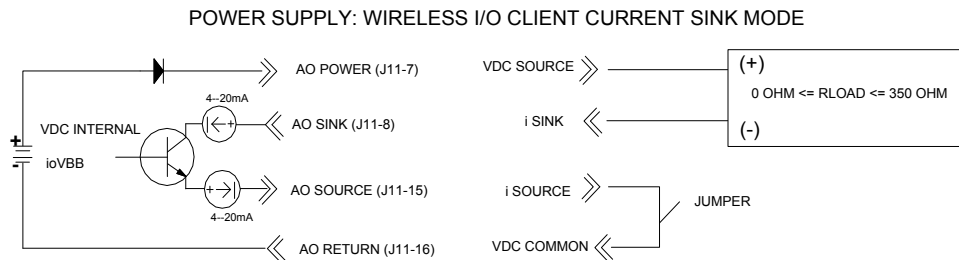 POWER SUPPLY: WIRELESS I/O CLIENT CURRENT SINK MODE
AO POWER (J11-7)
VDC SOURCE
(+)
0 OHM <= RLOAD <= 350 OHM
4--20mA
+
VDC INTERNAL
AO SINK (J11-8)
i SINK
(-)
+
-
ioVBB
+
AO SOURCE (J11-15)
i SOURCE
JUMPER
4--20mA
AO RETURN (J11-16)
VDC COMMON